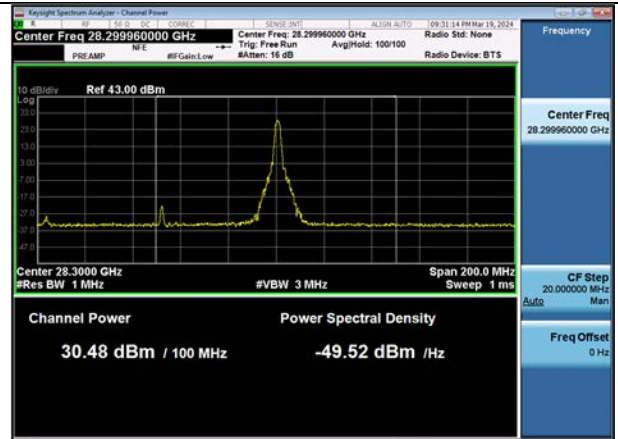 Keysight Spectrum Analyzer - Channel Power
R RF 50 Ω DC CORREC SENSE:INT ALIGN AUTO 09:31:14 PM Mar 19, 2024
Center Freq 28.299960000 GHz Center Freq: 28.299960000 GHz Radio Std: None Frequency
NFE Trig: Free Run Avg|Hold: 100/100
PREAMP #IFGain:Low #Atten: 16 dB Radio Device: BTS
10 dB/div Ref 43.00 dBm
Log
33.0
23.0
13.0
3.00
-7.00
-17.0
-27.0
-37.0
-47.0
Center Freq
28.299960000 GHz
Center 28.3000 GHz Span 200.0 MHz
#Res BW 1 MHz #VBW 3 MHz Sweep 1 ms
CF Step
20.000000 MHz
Auto Man
Channel Power Power Spectral Density
30.48 dBm / 100 MHz -49.52 dBm /Hz
Freq Offset
0 Hz